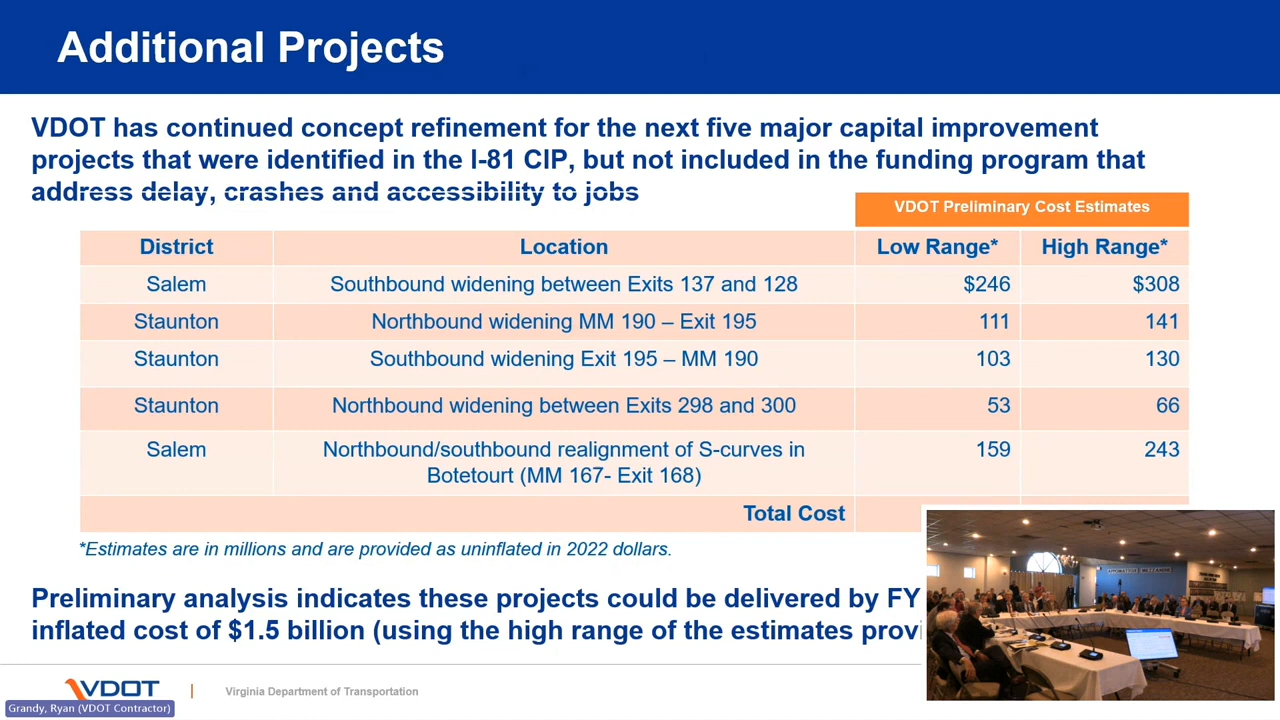 Additional Projects
VDOT has continued concept refinement for the next five major capital improvement
projects that were identified in the I-81 CIP, but not included in the funding program that
address delay, crashes and accessibility to jobs
VDOT Preliminary Cost Estimates
District Location Low Range* High Range*
Salem Southbound widening between Exits 137 and 128 $246 $308
Staunton Northbound widening MM 190 – Exit 195 111 141
Staunton Southbound widening Exit 195 – MM 190 103 130
Staunton Northbound widening between Exits 298 and 300 53 66
Salem Northbound/southbound realignment of S-curves in 159 243
Botetourt (MM 167- Exit 168)
Total Cost
*Estimates are in millions and are provided as uninflated in 2022 dollars.
Preliminary analysis indicates these projects could be delivered by FY
inflated cost of $1.5 billion (using the high range of the estimates provi
VDOT | Virginia Department of Transportation
Grandy, Ryan (VDOT Contractor)